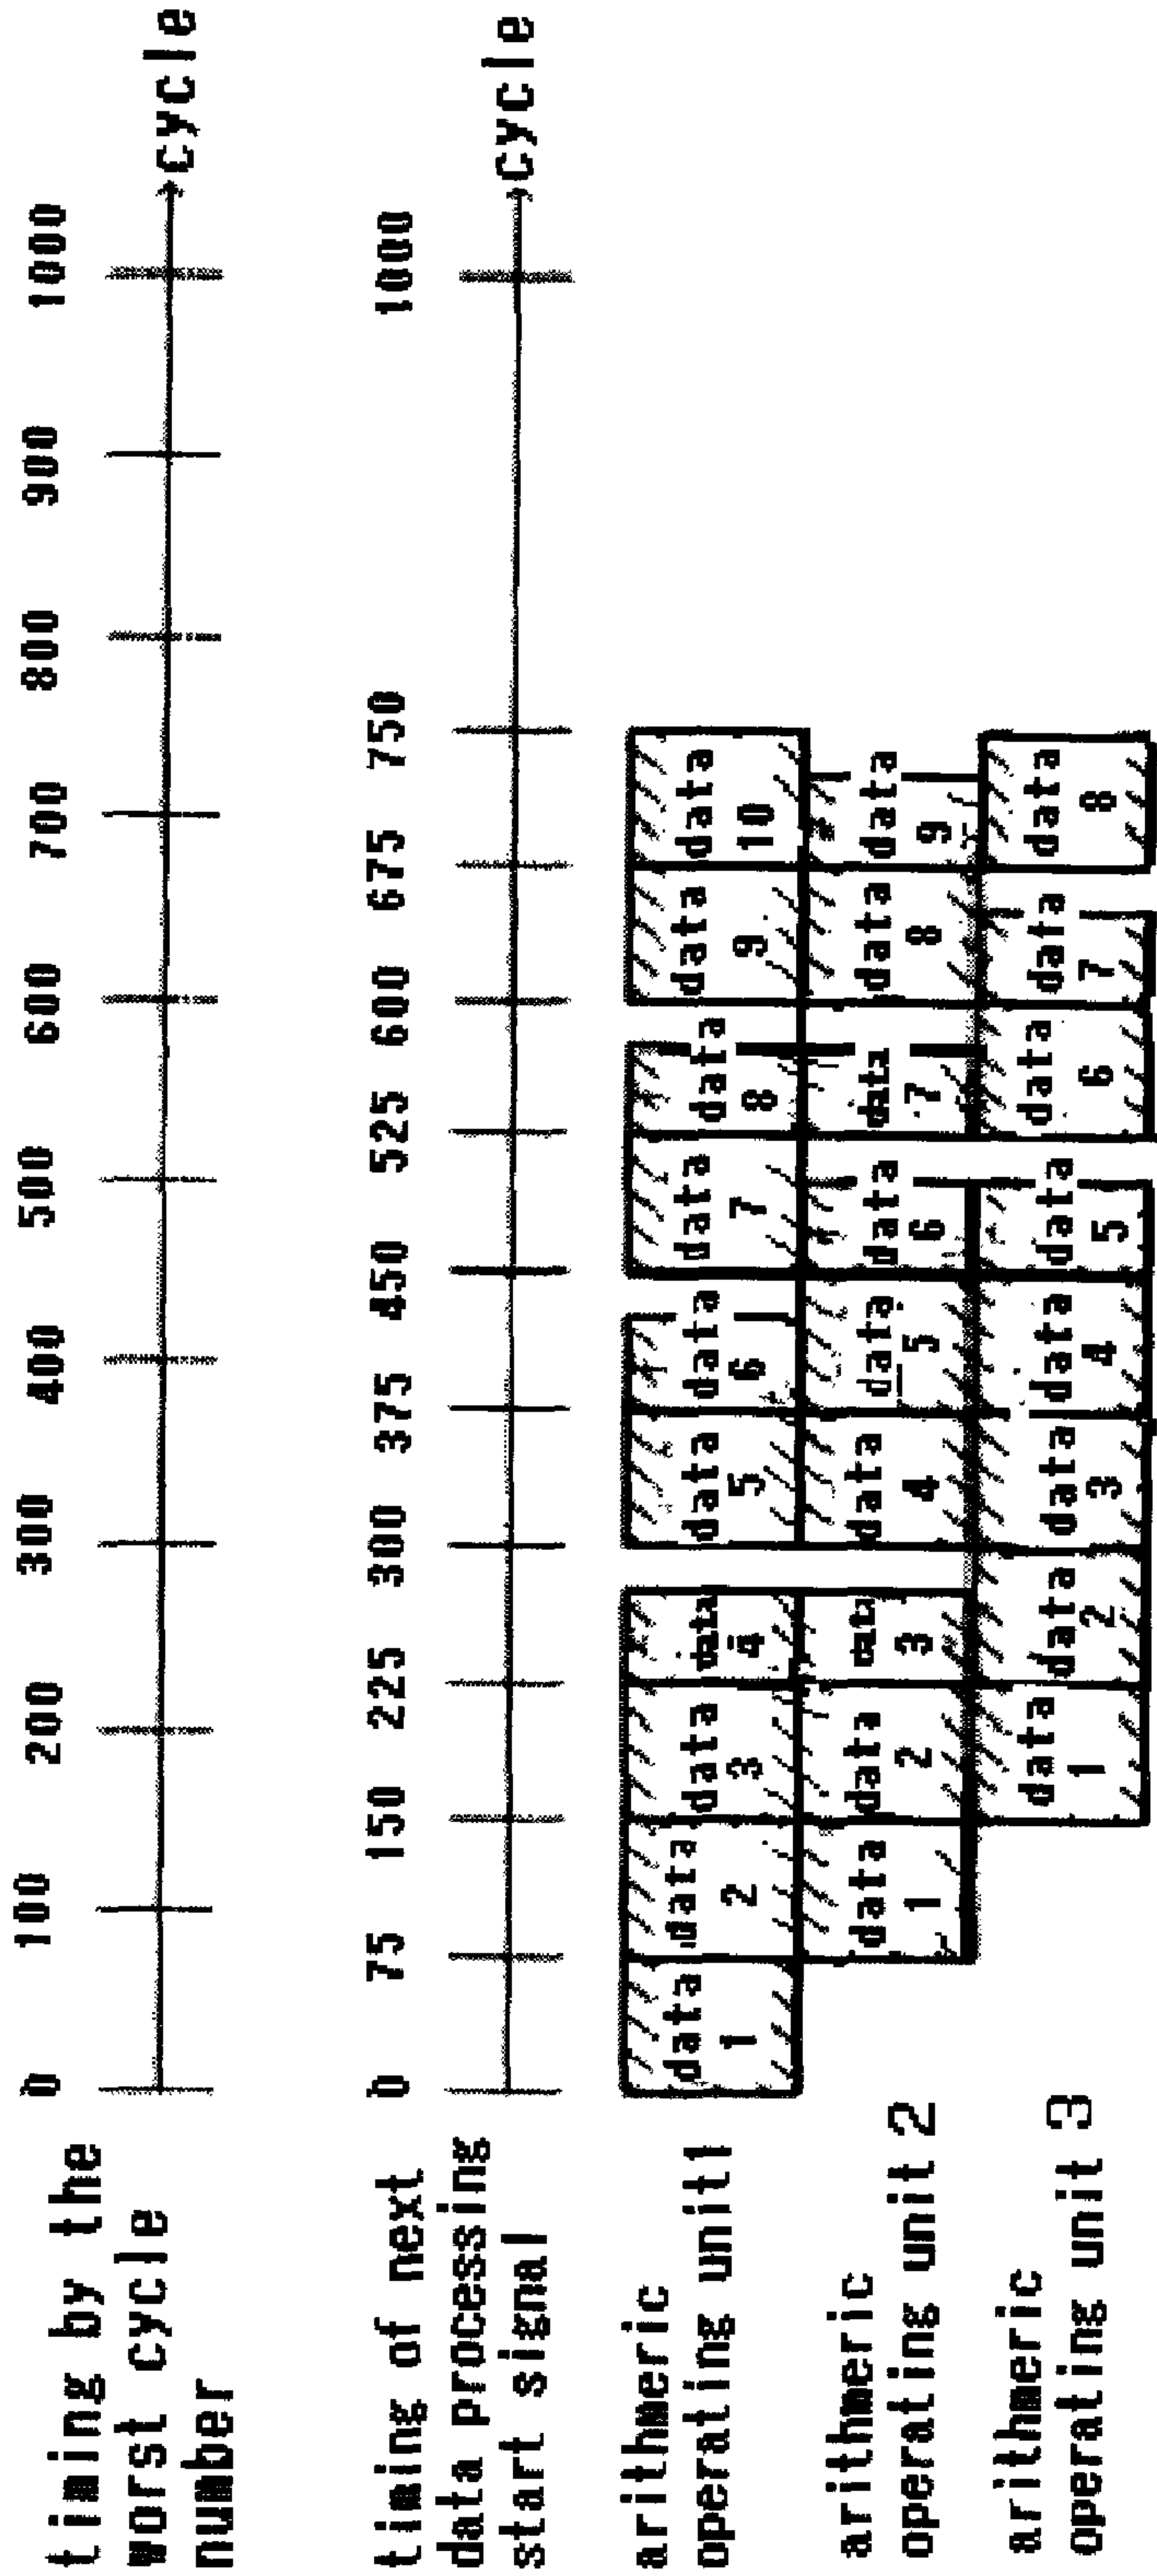 timing by the
worst cycle
number
0 100 200 300 400 500 600 700 800 900 1000
cycle
timing of next
data processing
start signal
0 75 150 225 300 375 450 525 600 675 750 1000
cycle
arithmeric
operating unit1
data 1
data 2
data 3
data 4
data 5
data 6
data 7
data 8
data 9
data 10
arithmeric
operating unit 2
data 1
data 2
data 3
data 4
data 5
data 6
data 7
data 8
data 9
arithmeric
operating unit 3
data 1
data 2
data 3
data 4
data 5
data 6
data 7
data 8